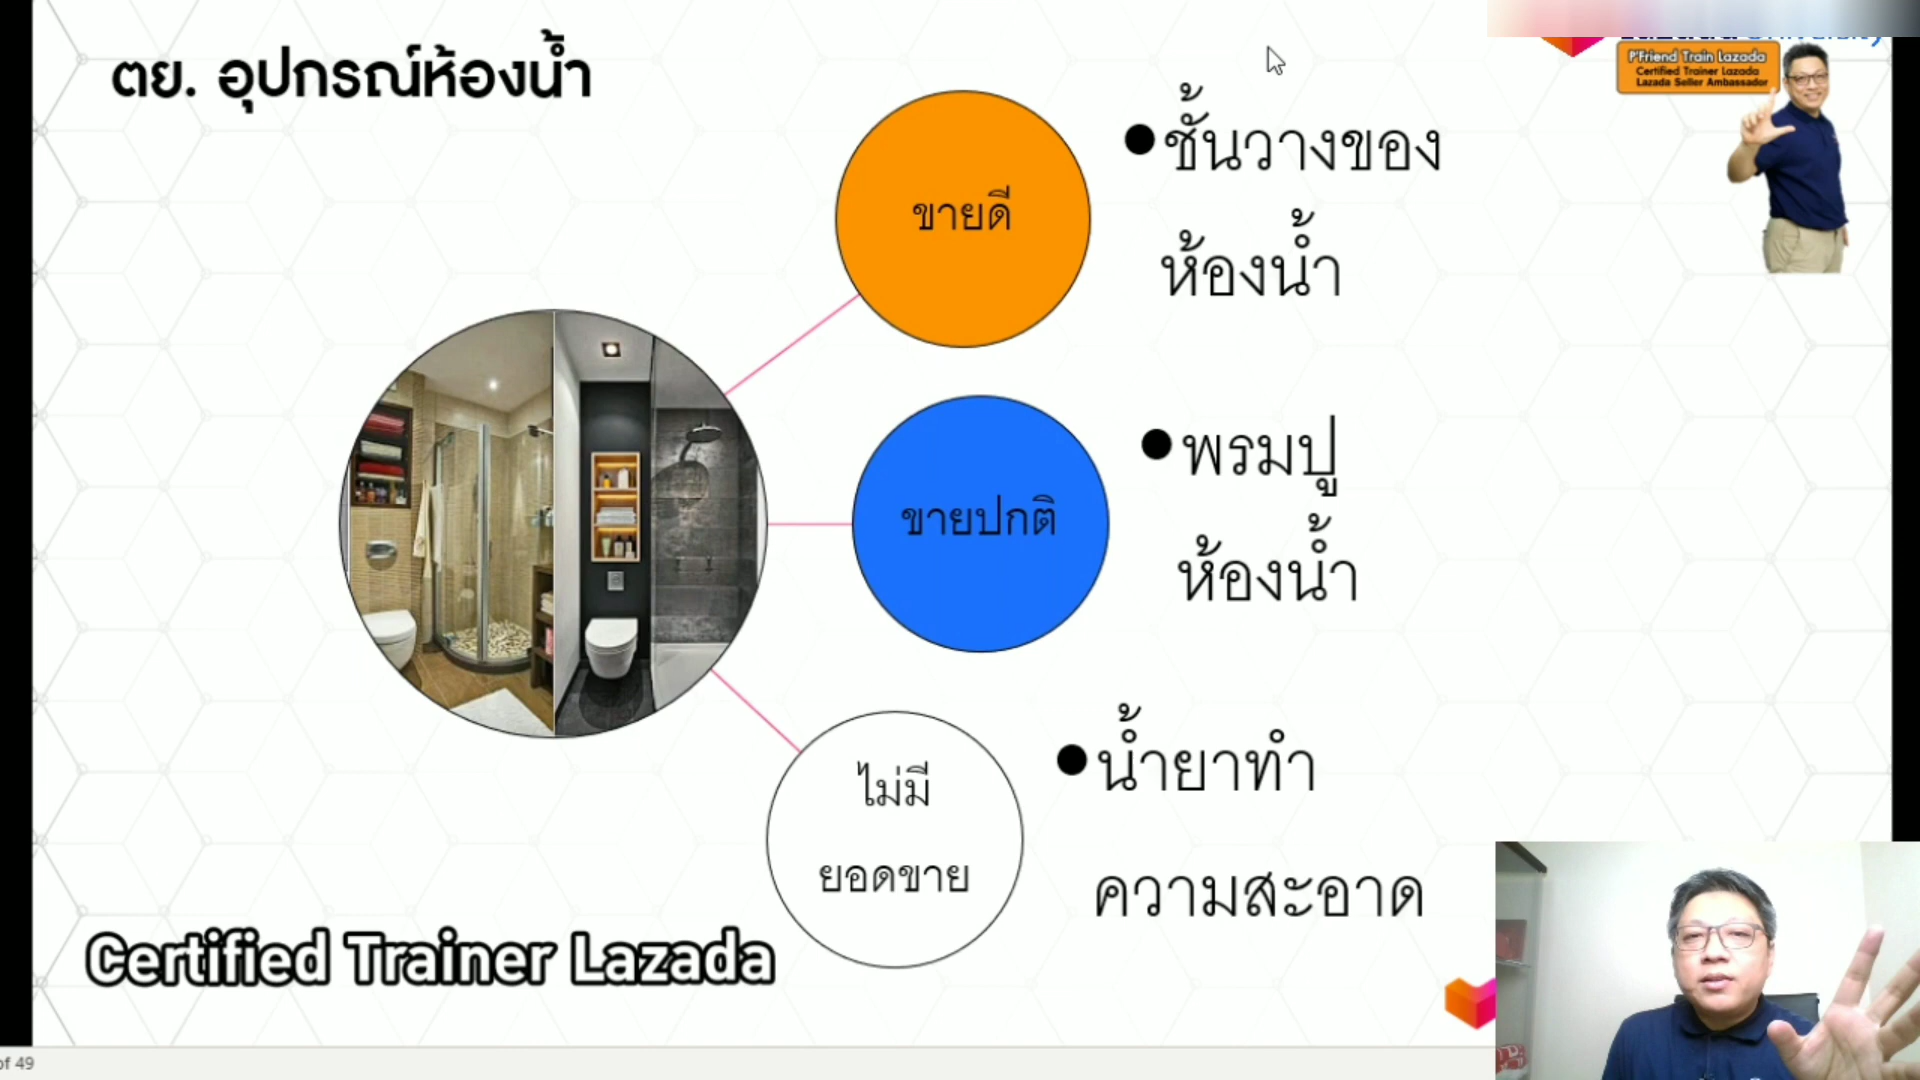 ตย. อุปกรณ์ห้องน้ำ
P'Friend Train Lazada
Certified Trainer Lazada
Lazada Seller Ambassador
ขายดี
ชั้นวางของ
ห้องน้ำ
ขายปกติ
พรมปู
ห้องน้ำ
ไม่มี
ยอดขาย
น้ำยาทำ
ความสะอาด
Certified Trainer Lazada
of 49